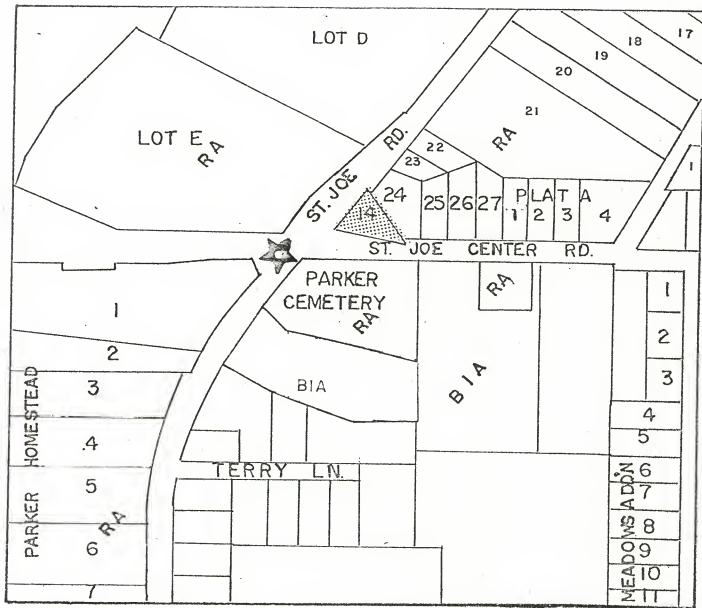 LOT D
17
18
19
20
21
LOT E
RA
ST. JOE RD.
RA
22
23
1
24
14
25 26 27
PLAT A
1 2 3 4
ST. JOE CENTER RD.
PARKER CEMETERY
RA
RA
B1A
B1A
1
2
3
.4
5
6
7
PARKER HOMESTEAD
RA
TERRY LN.
1
2
3
4
5
6
7
8
9
10
11
MEADOWS ADD'N